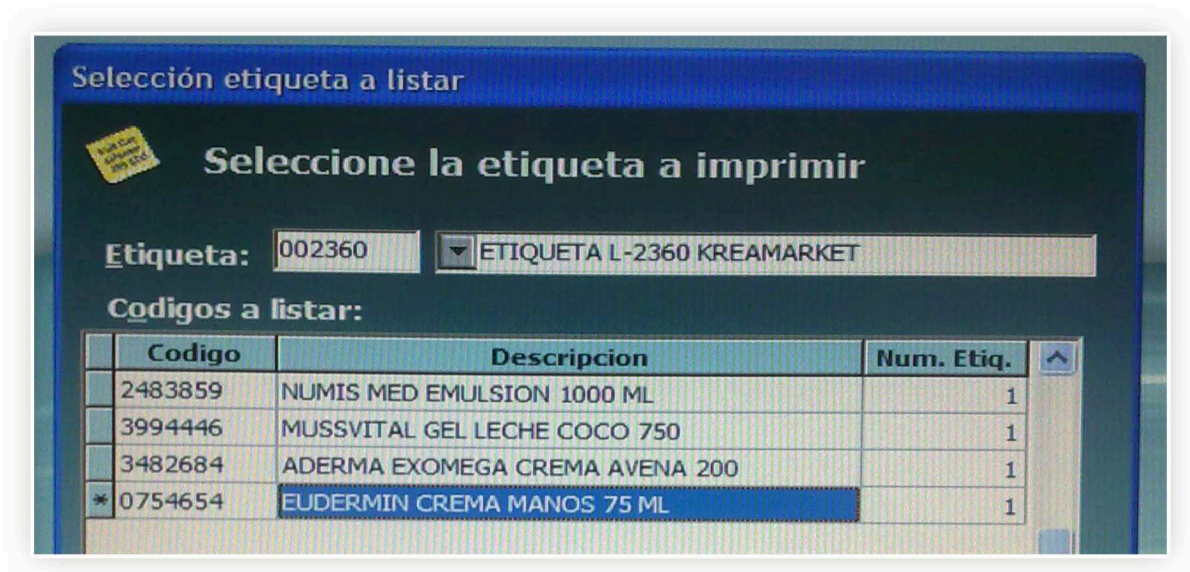 Selección etiqueta a listar
Seleccione la etiqueta a imprimir
Etiqueta: 002360 ETIQUETA L-2360 KREAMARKET
Codigos a listar:
Codigo Descripcion Num. Etiq.
2483859 NUMIS MED EMULSION 1000 ML 1
3994446 MUSSVITAL GEL LECHE COCO 750 1
3482684 ADERMA EXOMEGA CREMA AVENA 200 1
* 0754654 EUDERMIN CREMA MANOS 75 ML 1